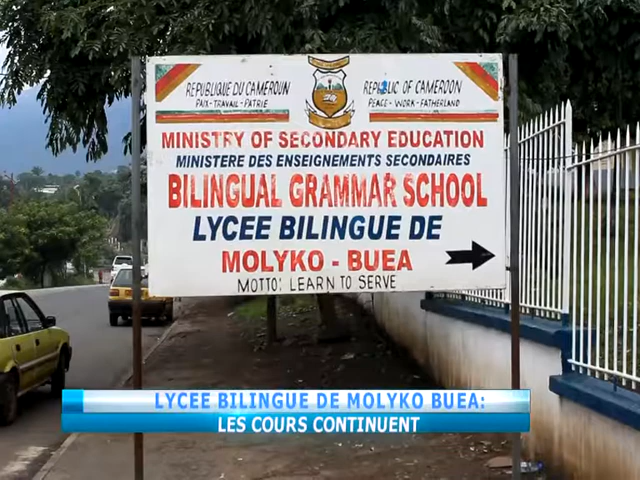 REPUBLIQUE DU CAMEROUN
PAIX-TRAVAIL-PATRIE
REPUBLIC OF CAMEROON
PEACE-WORK-FATHERLAND
MINISTRY OF SECONDARY EDUCATION
MINISTERE DES ENSEIGNEMENTS SECONDAIRES
BILINGUAL GRAMMAR SCHOOL
LYCEE BILINGUE DE
MOLYKO - BUEA
MOTTO: LEARN TO SERVE
LYCEE BILINGUE DE MOLYKO BUEA:
LES COURS CONTINUENT